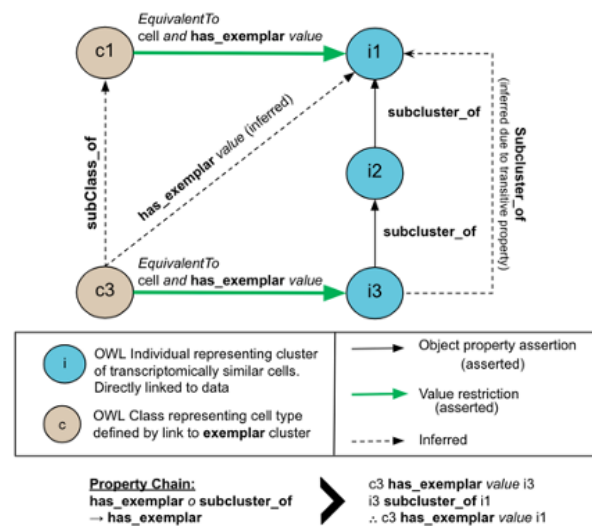 EquivalentTo
cell and has_exemplar value
c1
i1
subcluster_of
Subcluster_of
(inferred due to transitive property)
has_exemplar value (inferred)
subClass_of
i2
subcluster_of
EquivalentTo
cell and has_exemplar value
c3
i3
i
OWL Individual representing cluster
of transcriptomically similar cells.
Directly linked to data
c
OWL Class representing cell type
defined by link to exemplar cluster
Object property assertion
(asserted)
Value restriction
(asserted)
Inferred
Property Chain:
has_exemplar o subcluster_of
→ has_exemplar
c3 has_exemplar value i3
i3 subcluster_of i1
∴ c3 has_exemplar value i1